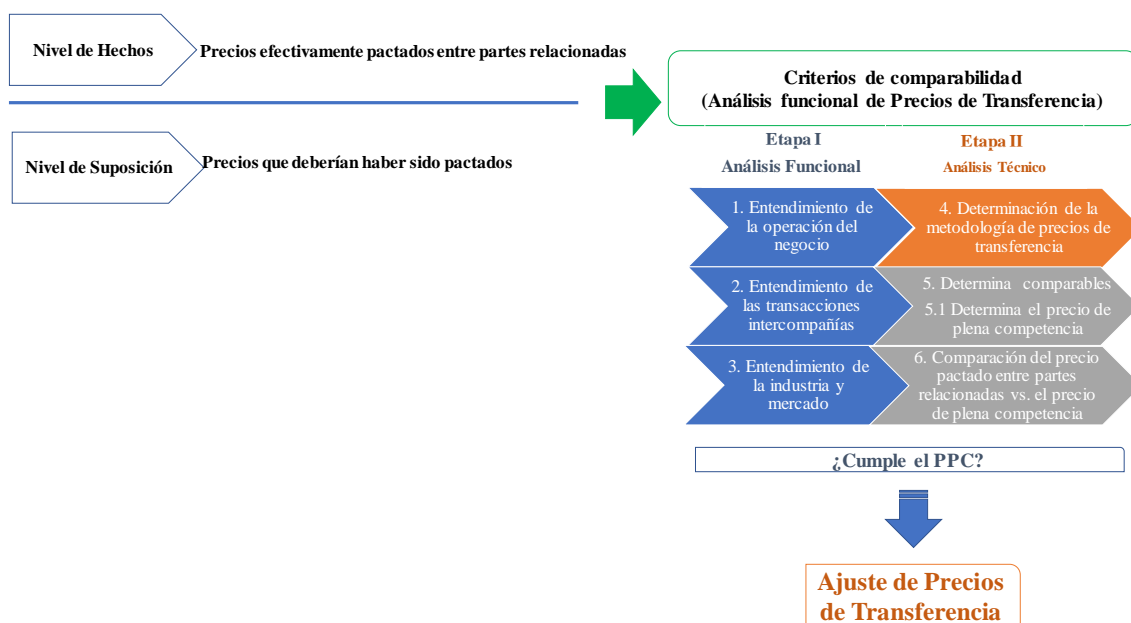 Nivel de Hechos
Precios efectivamente pactados entre partes relacionadas
Nivel de Suposición
Precios que deberían haber sido pactados
Criterios de comparabilidad
(Análisis funcional de Precios de Transferencia)
Etapa I
Análisis Funcional
Etapa II
Análisis Técnico
1. Entendimiento de
la operación del
negocio
4. Determinación de la
metodología de precios de
transferencia
2. Entendimiento de
las transacciones
intercompañías
5. Determina comparables
5.1 Determina el precio de
plena competencia
3. Entendimiento de
la industria y
mercado
6. Comparación del precio
pactado entre partes
relacionadas vs. el precio
de plena competencia
¿Cumple el PPC?
Ajuste de Precios
de Transferencia